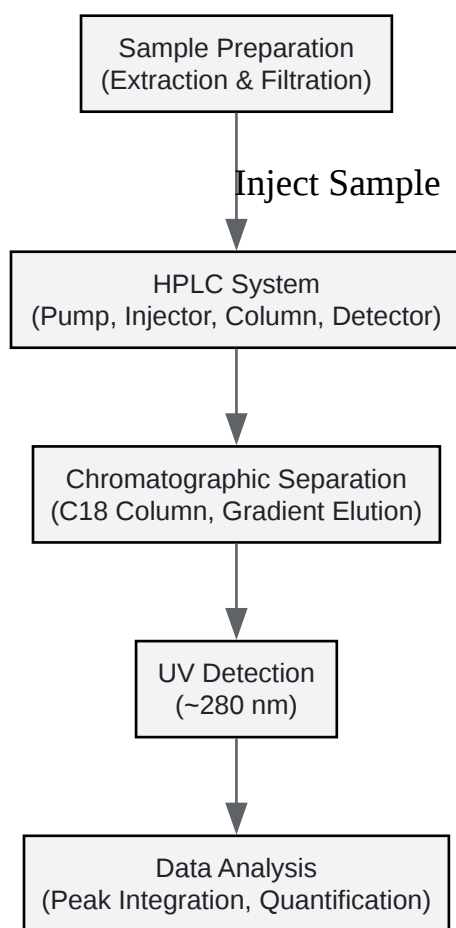 Sample Preparation
(Extraction & Filtration)
Inject Sample
HPLC System
(Pump, Injector, Column, Detector)
Chromatographic Separation
(C18 Column, Gradient Elution)
UV Detection
(~280 nm)
Data Analysis
(Peak Integration, Quantification)